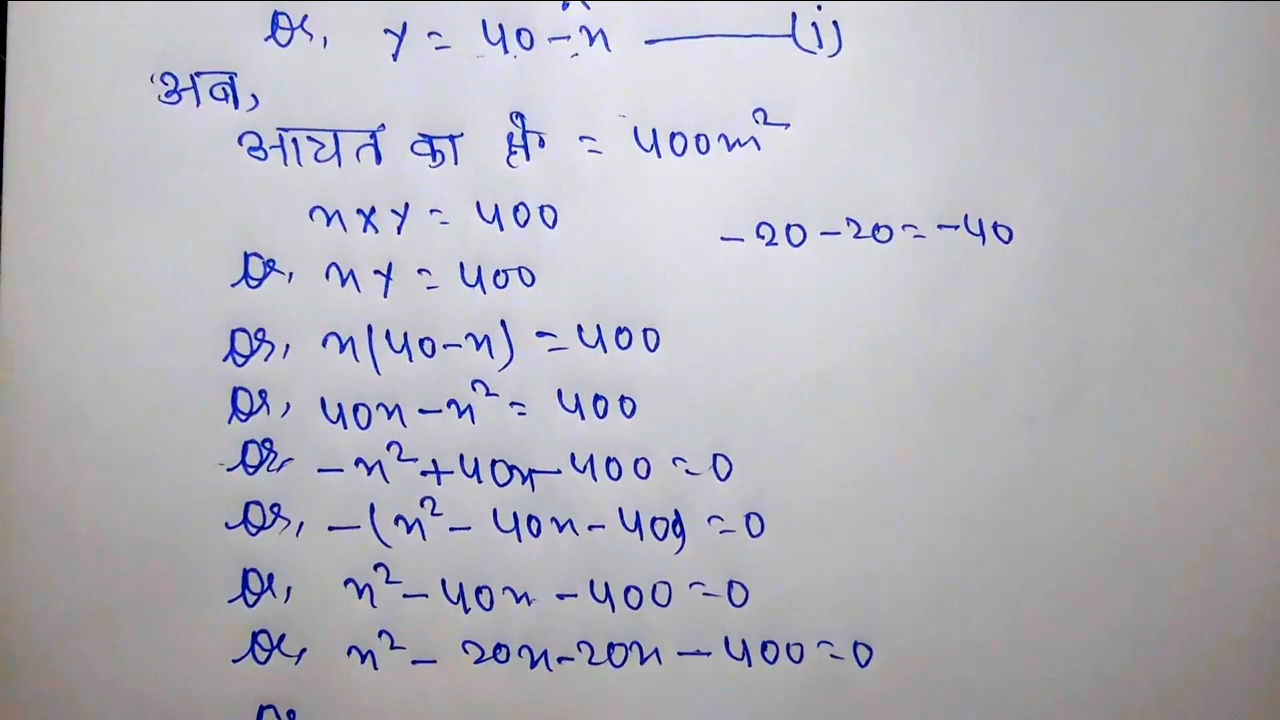 Or, y = 40 - x ——— (i)
अब,
आयत का क्षे० = 400m²
x × y = 400
-20 - 20 = -40
Or, xy = 400
Or, x(40-x) = 400
Or, 40x - x² = 400
Or, -x² + 40x - 400 = 0
Or, -(x² - 40x - 400) = 0
Or, x² - 40x - 400 = 0
Or, x² - 20x - 20x - 400 = 0